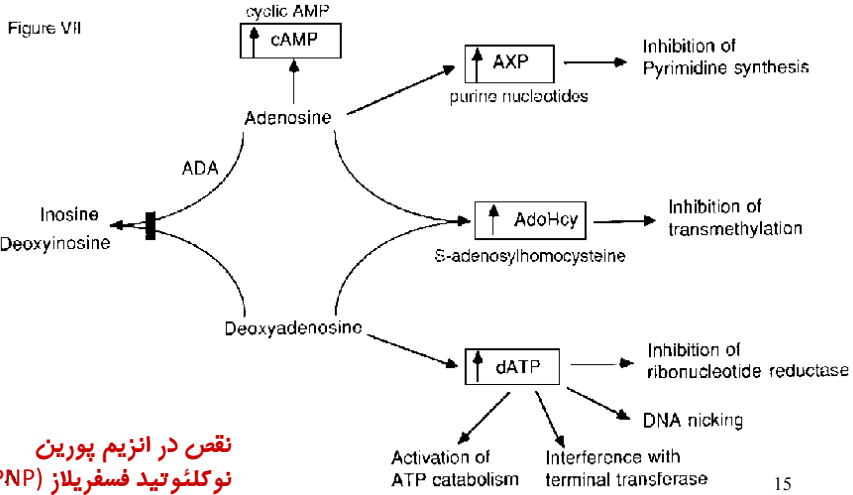 Figure VII
cyclic AMP
cAMP
AXP
purine nucleotides
Inhibition of
Pyrimidine synthesis
Adenosine
ADA
Inosine
Deoxyinosine
AdoHcy
S-adenosylhomocysteine
Inhibition of
transmethylation
Deoxyadenosine
dATP
Inhibition of
ribonucleotide reductase
DNA nicking
Activation of
ATP catabolism
Interference with
terminal transferase
نقص در انزیم پورین
نوکلئوتید فسفریلاز (PNP)
15